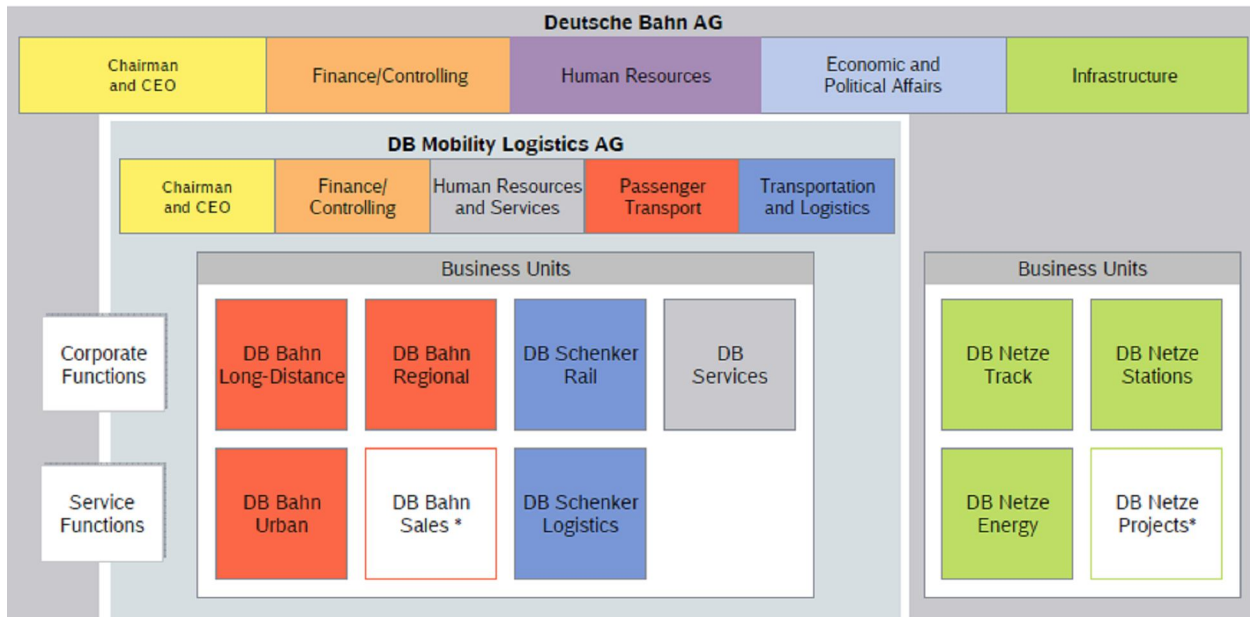 Deutsche Bahn AG
Chairman
and CEO
Finance/Controlling
Human Resources
Economic and
Political Affairs
Infrastructure
DB Mobility Logistics AG
Chairman
and CEO
Finance/
Controlling
Human Resources
and Services
Passenger
Transport
Transportation
and Logistics
Business Units
Business Units
Corporate
Functions
DB Bahn
Long-Distance
DB Bahn
Regional
DB Schenker
Rail
DB
Services
DB Netze
Track
DB Netze
Stations
Service
Functions
DB Bahn
Urban
DB Bahn
Sales *
DB Schenker
Logistics
DB Netze
Energy
DB Netze
Projects*